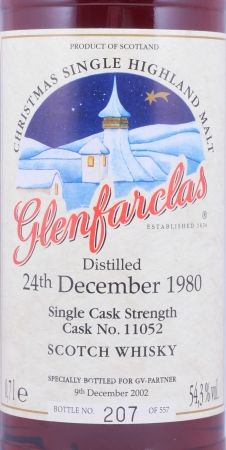 PRODUCT OF SCOTLAND
CHRISTMAS SINGLE HIGHLAND MALT
Glenfarclas ®
ESTABLISHED 1836
Distilled
24th December 1980
Single Cask Strength
Cask No. 11052
SCOTCH WHISKY
0,7l e
54,3% vol.
SPECIALLY BOTTLED FOR GV-PARTNER
9th December 2002
BOTTLE NO. 207 OF 557